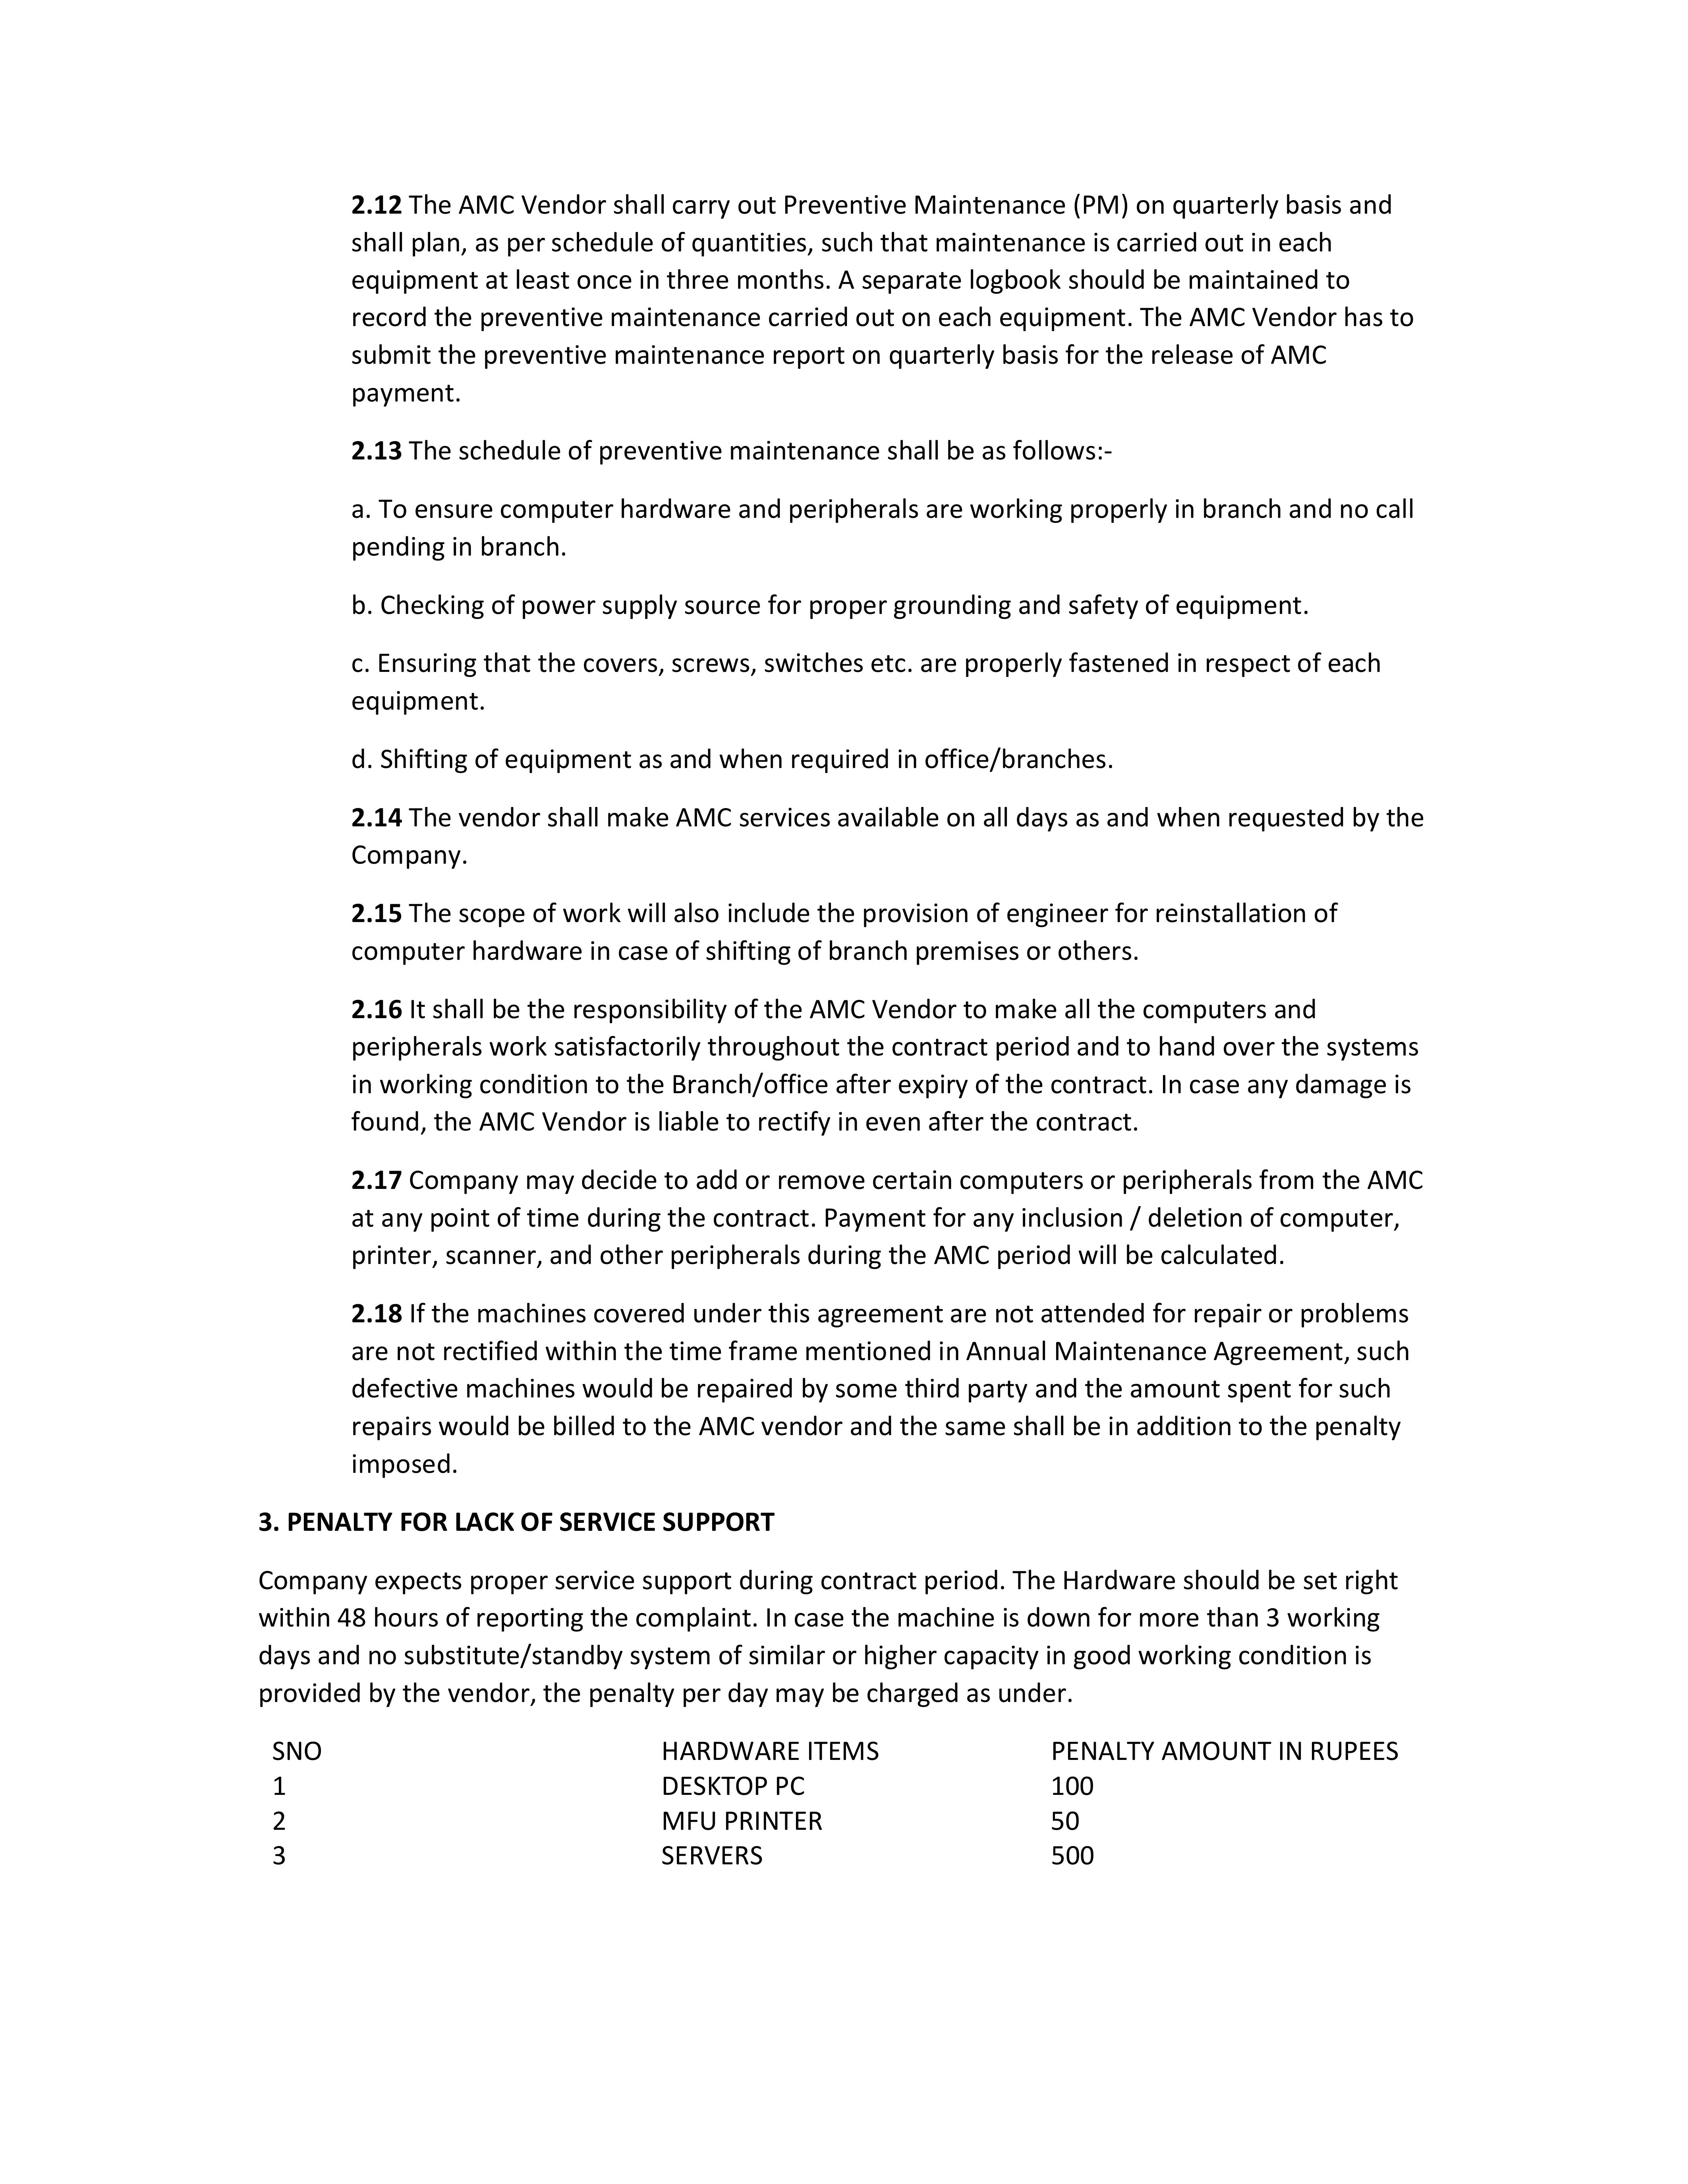 2.12 The AMC Vendor shall carry out Preventive Maintenance (PM) on quarterly basis and
shall plan, as per schedule of quantities, such that maintenance is carried out in each
equipment at least once in three months. A separate logbook should be maintained to
record the preventive maintenance carried out on each equipment. The AMC Vendor has to
submit the preventive maintenance report on quarterly basis for the release of AMC
payment.
2.13 The schedule of preventive maintenance shall be as follows:-
a. To ensure computer hardware and peripherals are working properly in branch and no call
pending in branch.
b. Checking of power supply source for proper grounding and safety of equipment.
c. Ensuring that the covers, screws, switches etc. are properly fastened in respect of each
equipment.
d. Shifting of equipment as and when required in office/branches.
2.14 The vendor shall make AMC services available on all days as and when requested by the
Company.
2.15 The scope of work will also include the provision of engineer for reinstallation of
computer hardware in case of shifting of branch premises or others.
2.16 It shall be the responsibility of the AMC Vendor to make all the computers and
peripherals work satisfactorily throughout the contract period and to hand over the systems
in working condition to the Branch/office after expiry of the contract. In case any damage is
found, the AMC Vendor is liable to rectify in even after the contract.
2.17 Company may decide to add or remove certain computers or peripherals from the AMC
at any point of time during the contract. Payment for any inclusion / deletion of computer,
printer, scanner, and other peripherals during the AMC period will be calculated.
2.18 If the machines covered under this agreement are not attended for repair or problems
are not rectified within the time frame mentioned in Annual Maintenance Agreement, such
defective machines would be repaired by some third party and the amount spent for such
repairs would be billed to the AMC vendor and the same shall be in addition to the penalty
imposed.
3. PENALTY FOR LACK OF SERVICE SUPPORT
Company expects proper service support during contract period. The Hardware should be set right
within 48 hours of reporting the complaint. In case the machine is down for more than 3 working
days and no substitute/standby system of similar or higher capacity in good working condition is
provided by the vendor, the penalty per day may be charged as under.
SNO HARDWARE ITEMS PENALTY AMOUNT IN RUPEES
1 DESKTOP PC 100
2 MFU PRINTER 50
3 SERVERS 500